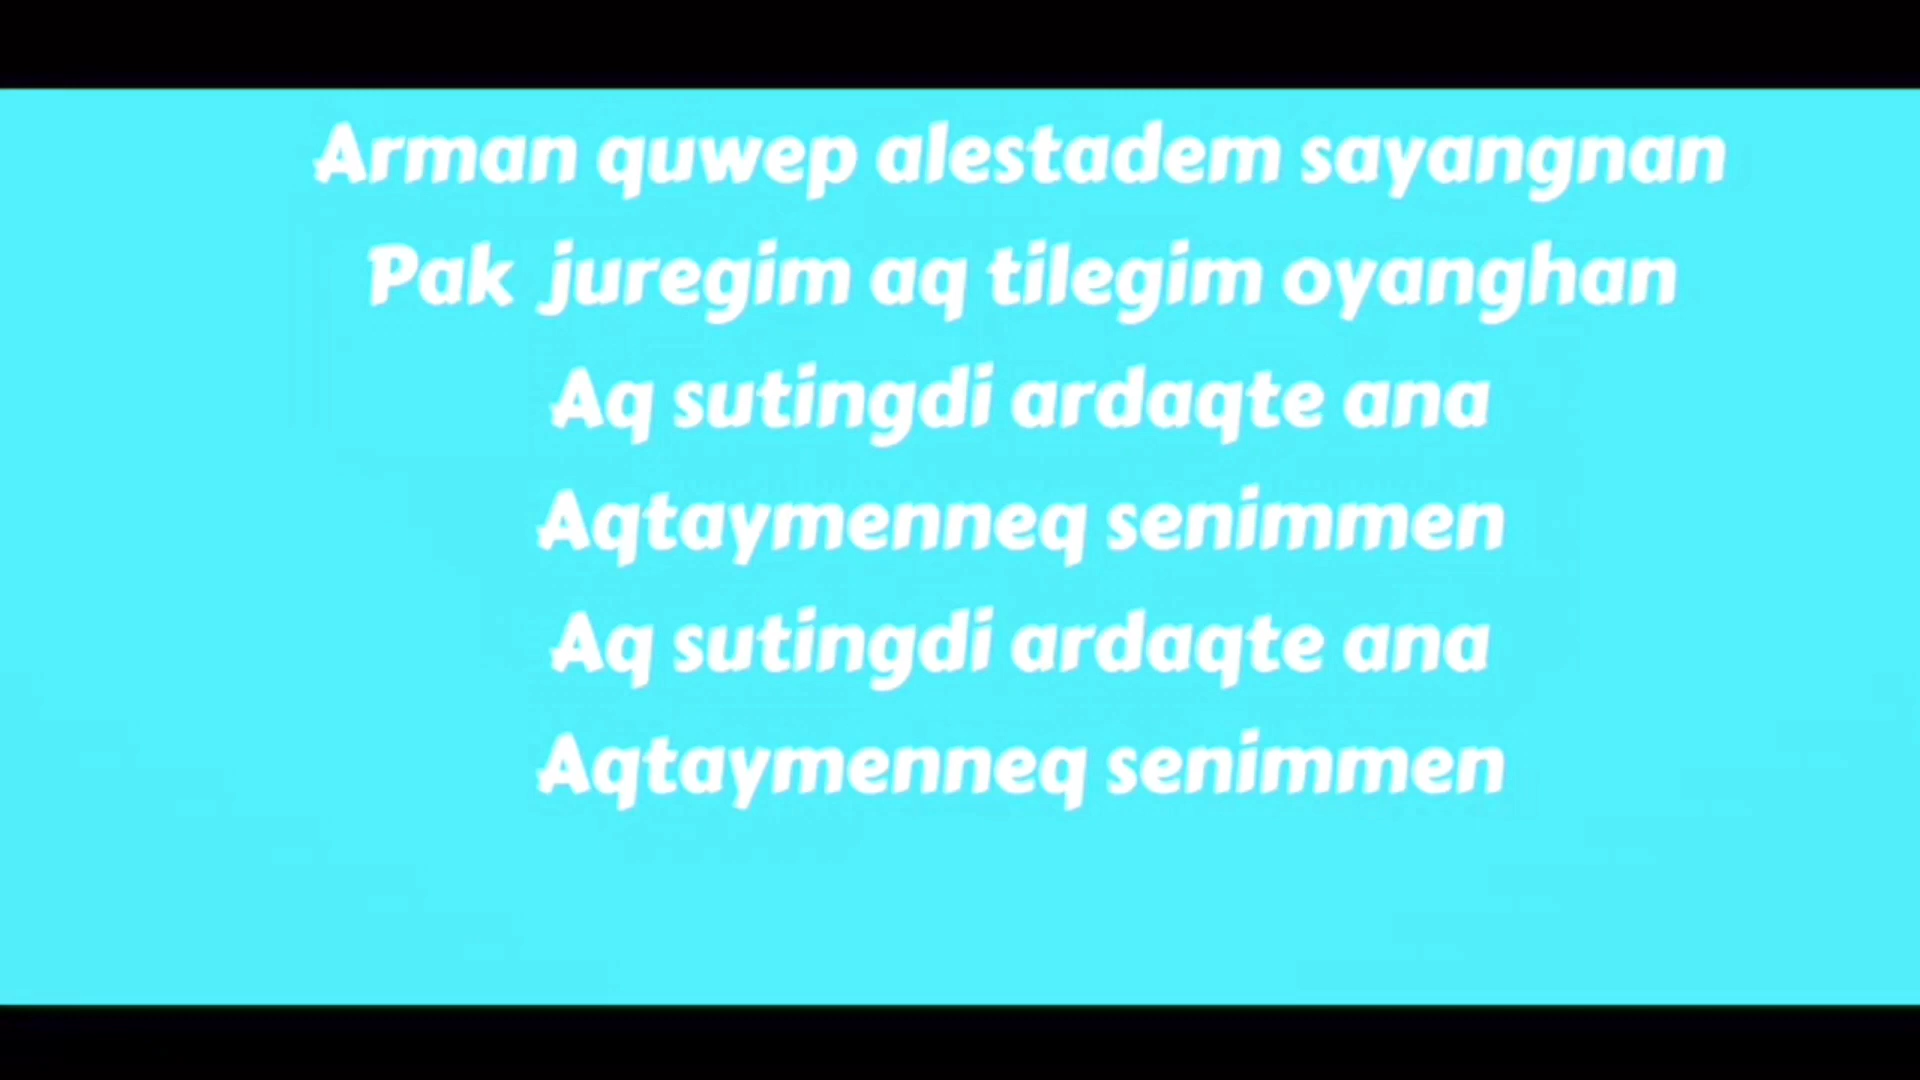 Arman quwep alestadem sayangnan
Pak juregim aq tilegim oyanghan
Aq sutingdi ardaqte ana
Aqtaymenneq senimmen
Aq sutingdi ardaqte ana
Aqtaymenneq senimmen